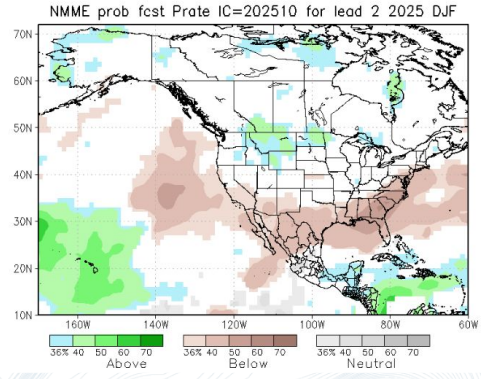 NMME prob fcst Prate IC=202510 for lead 2 2025 DJF
70N
60N
50N
40N
30N
20N
10N
160W 140W 120W 100W 80W 60W
36% 40 50 60 70 36% 40 50 60 70 36% 40 50 60 70
Above Below Neutral